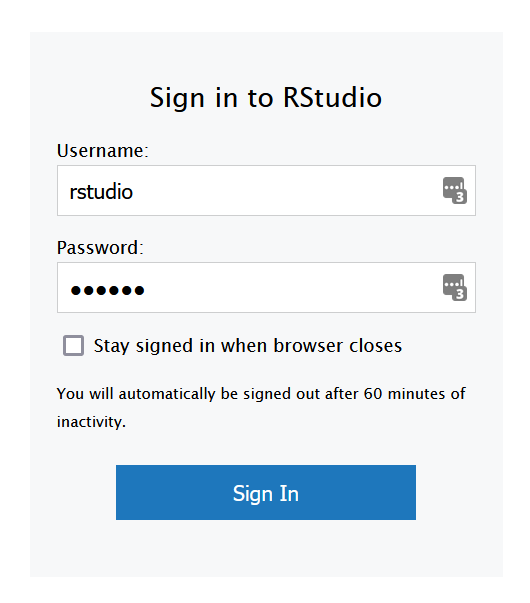 Sign in to RStudio
Username:
rstudio
3
Password:
●●●●●●
3
Stay signed in when browser closes
You will automatically be signed out after 60 minutes of
inactivity.
Sign In